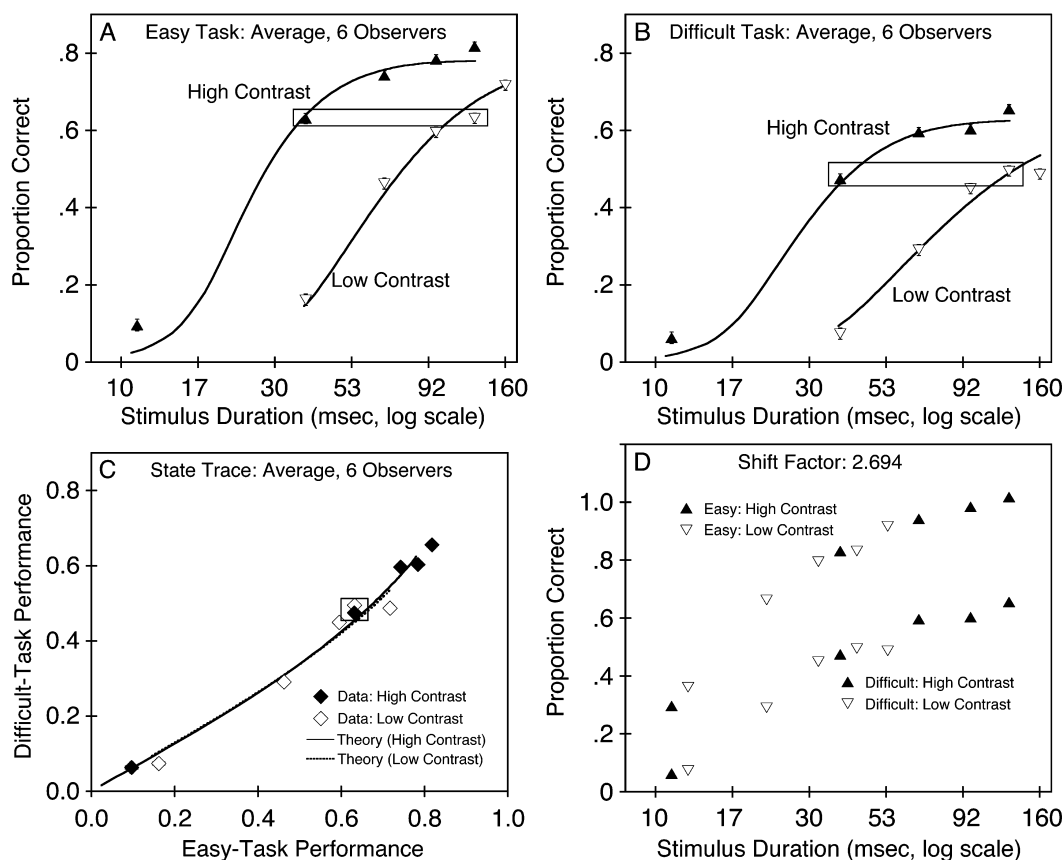 A
Easy Task: Average, 6 Observers
.8
.6
.4
.2
0
Proportion Correct
High Contrast
Low Contrast
10 17 30 53 92 160
Stimulus Duration (msec, log scale)
B
Difficult Task: Average, 6 Observers
.8
.6
.4
.2
0
Proportion Correct
High Contrast
Low Contrast
10 17 30 53 92 160
Stimulus Duration (msec, log scale)
C
State Trace: Average, 6 Observers
0.8
0.6
0.4
0.2
0.0
Difficult-Task Performance
Data: High Contrast
Data: Low Contrast
Theory (High Contrast)
Theory (Low Contrast)
0.0 0.2 0.4 0.6 0.8 1.0
Easy-Task Performance
D
Shift Factor: 2.694
1.0
.8
.6
.4
.2
0
Proportion Correct
Easy: High Contrast
Easy: Low Contrast
Difficult: High Contrast
Difficult: Low Contrast
10 17 30 53 92 160
Stimulus Duration (msec, log scale)